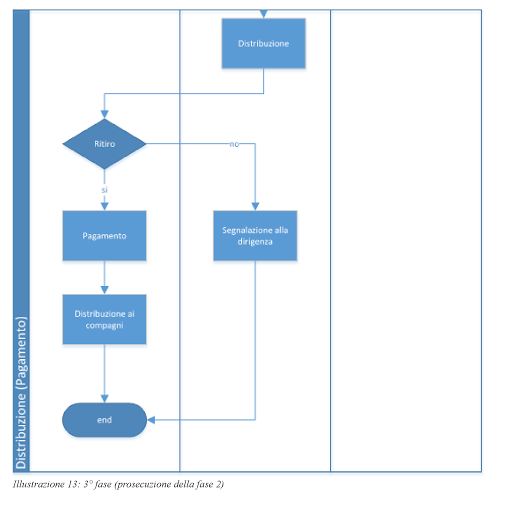 Distribuzione
Ritiro
no
si
Pagamento
Segnalazione alla
dirigenza
Distribuzione ai
compagni
end
Distribuzione (Pagamento)
Illustrazione 13: 3° fase (prosecuzione della fase 2)